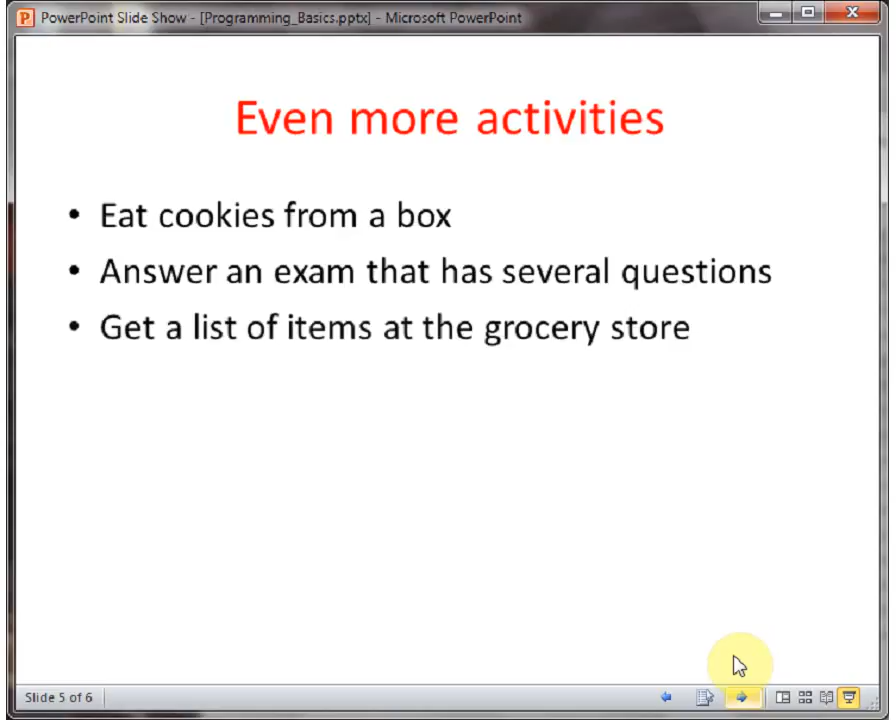 PowerPoint Slide Show - [Programming_Basics.pptx] - Microsoft PowerPoint
Even more activities
• Eat cookies from a box
• Answer an exam that has several questions
• Get a list of items at the grocery store
Slide 5 of 6